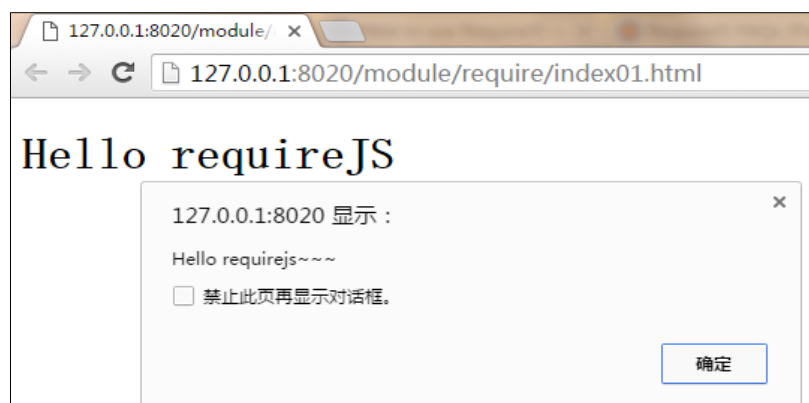 127.0.0.1:8020/module/
127.0.0.1:8020/module/require/index01.html
Hello requireJS
127.0.0.1:8020 显示：
Hello requirejs~~~
禁止此页再显示对话框。
确定